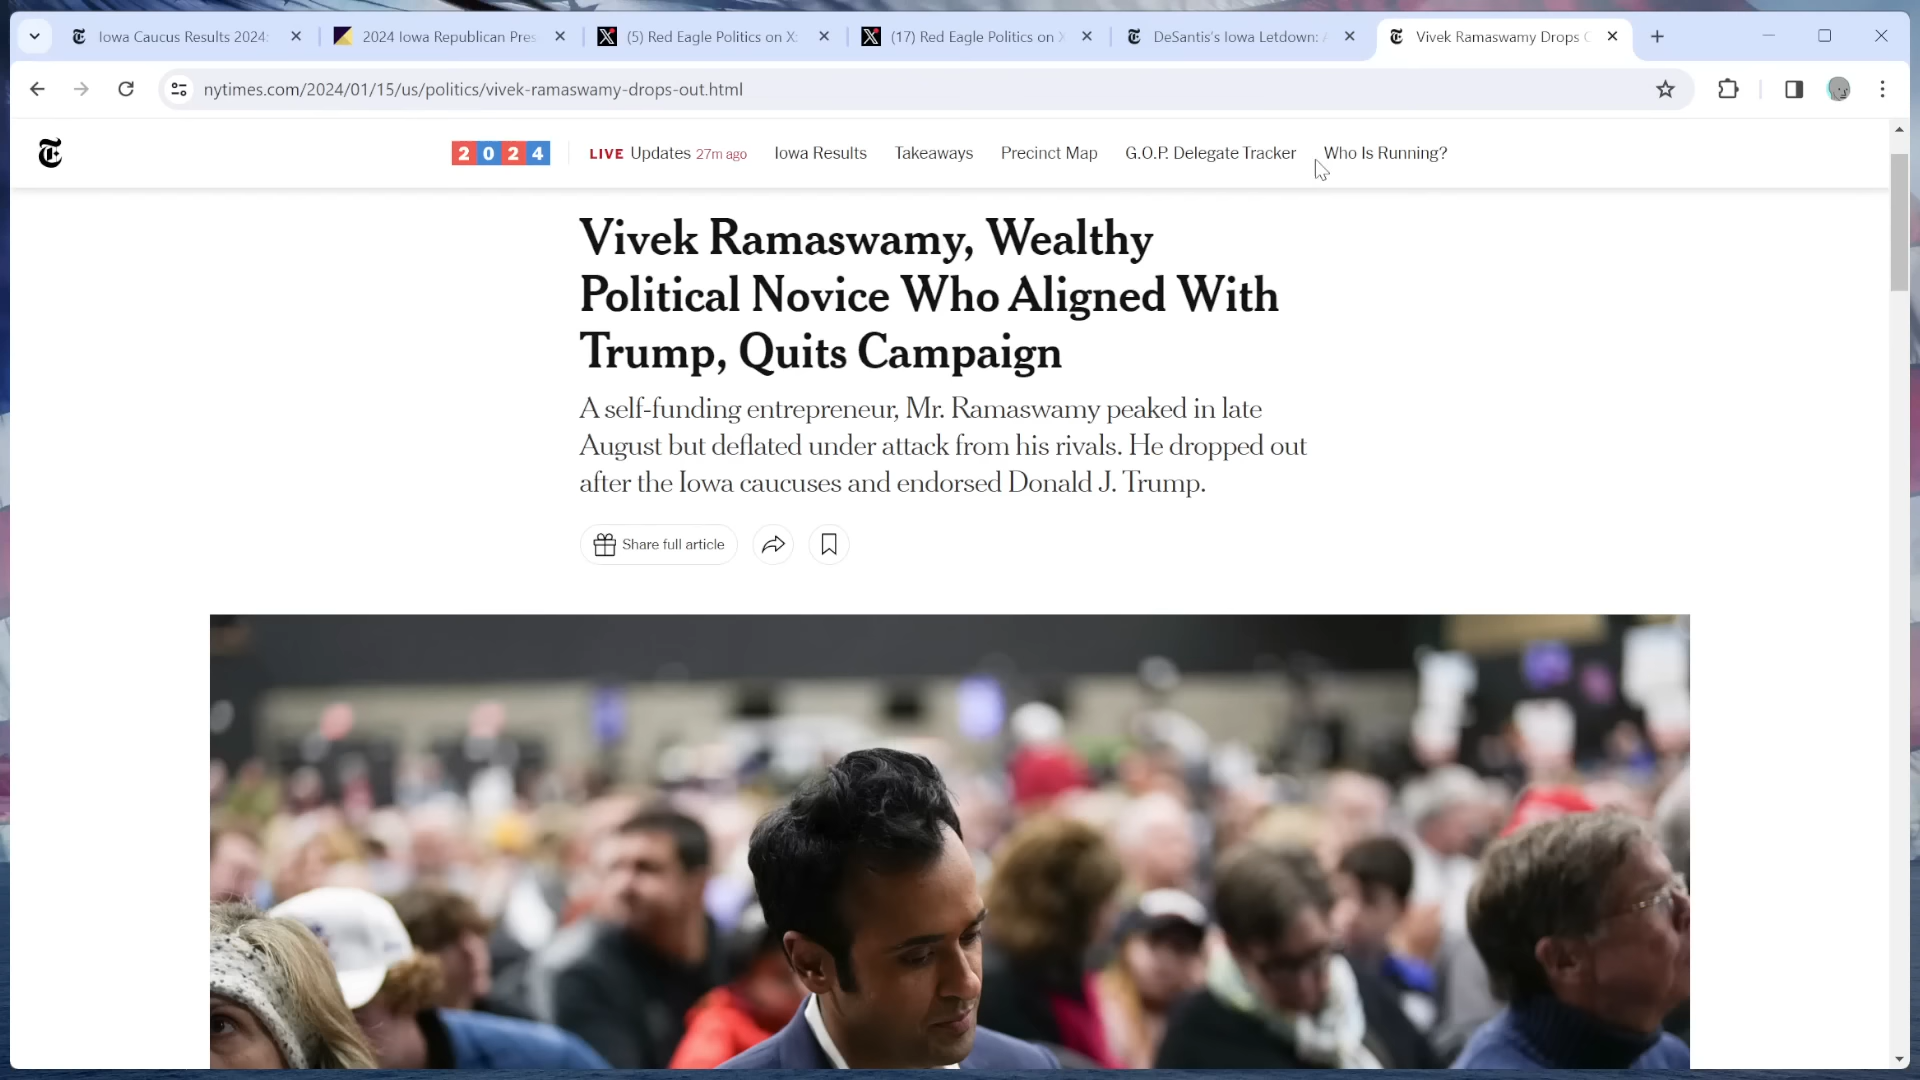 Iowa Caucus Results 2024:
2024 Iowa Republican Pres
(5) Red Eagle Politics on X:
(17) Red Eagle Politics on X
DeSantis's Iowa Letdown: A
Vivek Ramaswamy Drops O
nytimes.com/2024/01/15/us/politics/vivek-ramaswamy-drops-out.html
2024
LIVE Updates 27m ago
Iowa Results
Takeaways
Precinct Map
G.O.P. Delegate Tracker
Who Is Running?
Vivek Ramaswamy, Wealthy
Political Novice Who Aligned With
Trump, Quits Campaign
A self-funding entrepreneur, Mr. Ramaswamy peaked in late
August but deflated under attack from his rivals. He dropped out
after the Iowa caucuses and endorsed Donald J. Trump.
Share full article